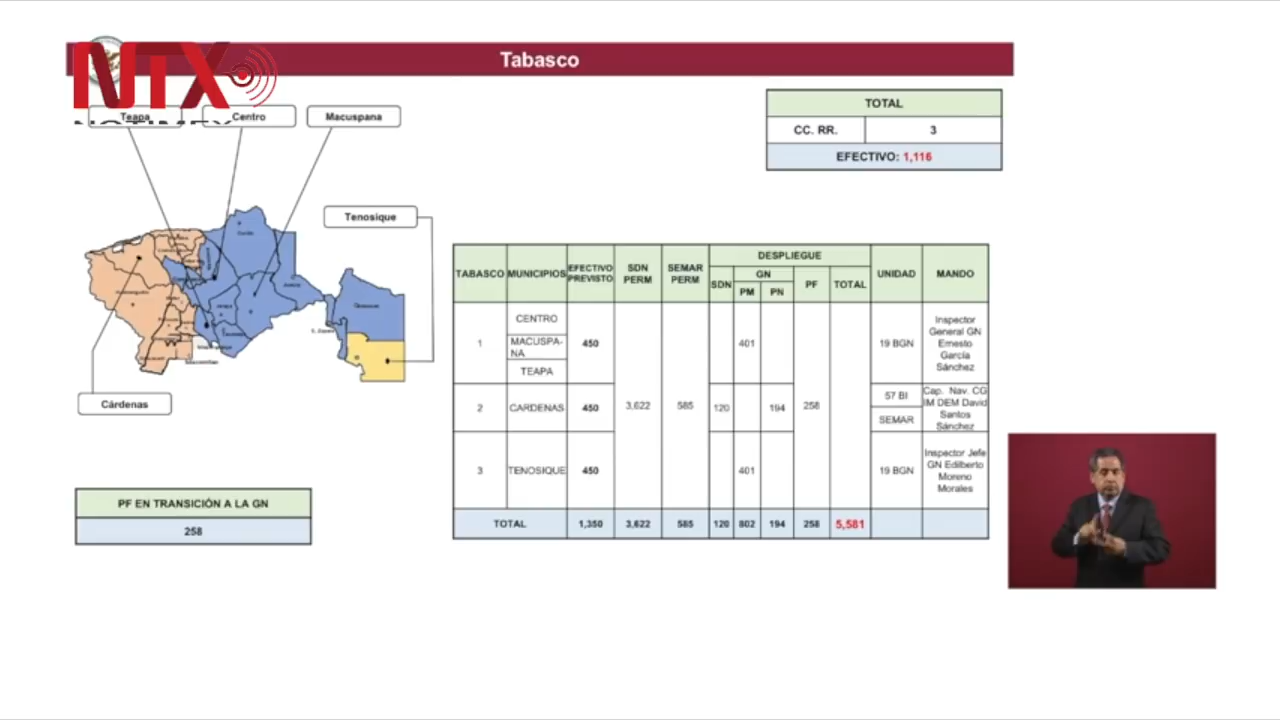 Tabasco
NTX
Teapa
Centro
Macuspana
TOTAL
CC. RR.
3
EFECTIVO: 1,116
Tenosique
Cárdenas
PF EN TRANSICIÓN A LA GN
258
TABASCO
MUNICIPIOS
EFECTIVO
PREVISTO
SDN
PERM
SEMAR
PERM
DESPLIEGUE
SDN
GN
PM
PN
PF
TOTAL
UNIDAD
MANDO
1
CENTRO
MACUSPA-
NA
TEAPA
450
401
19 BGN
Inspector
General GN
Ernesto
García
Sánchez
2
CARDENAS
450
3,622
585
120
194
258
57 BI
SEMAR
Cap. Nav. CG
IM DEM David
Santos
Sánchez
3
TENOSIQUE
450
401
19 BGN
Inspector Jefe
GN Edilberto
Moreno
Morales
TOTAL
1,350
3,622
585
120
802
194
258
5,581